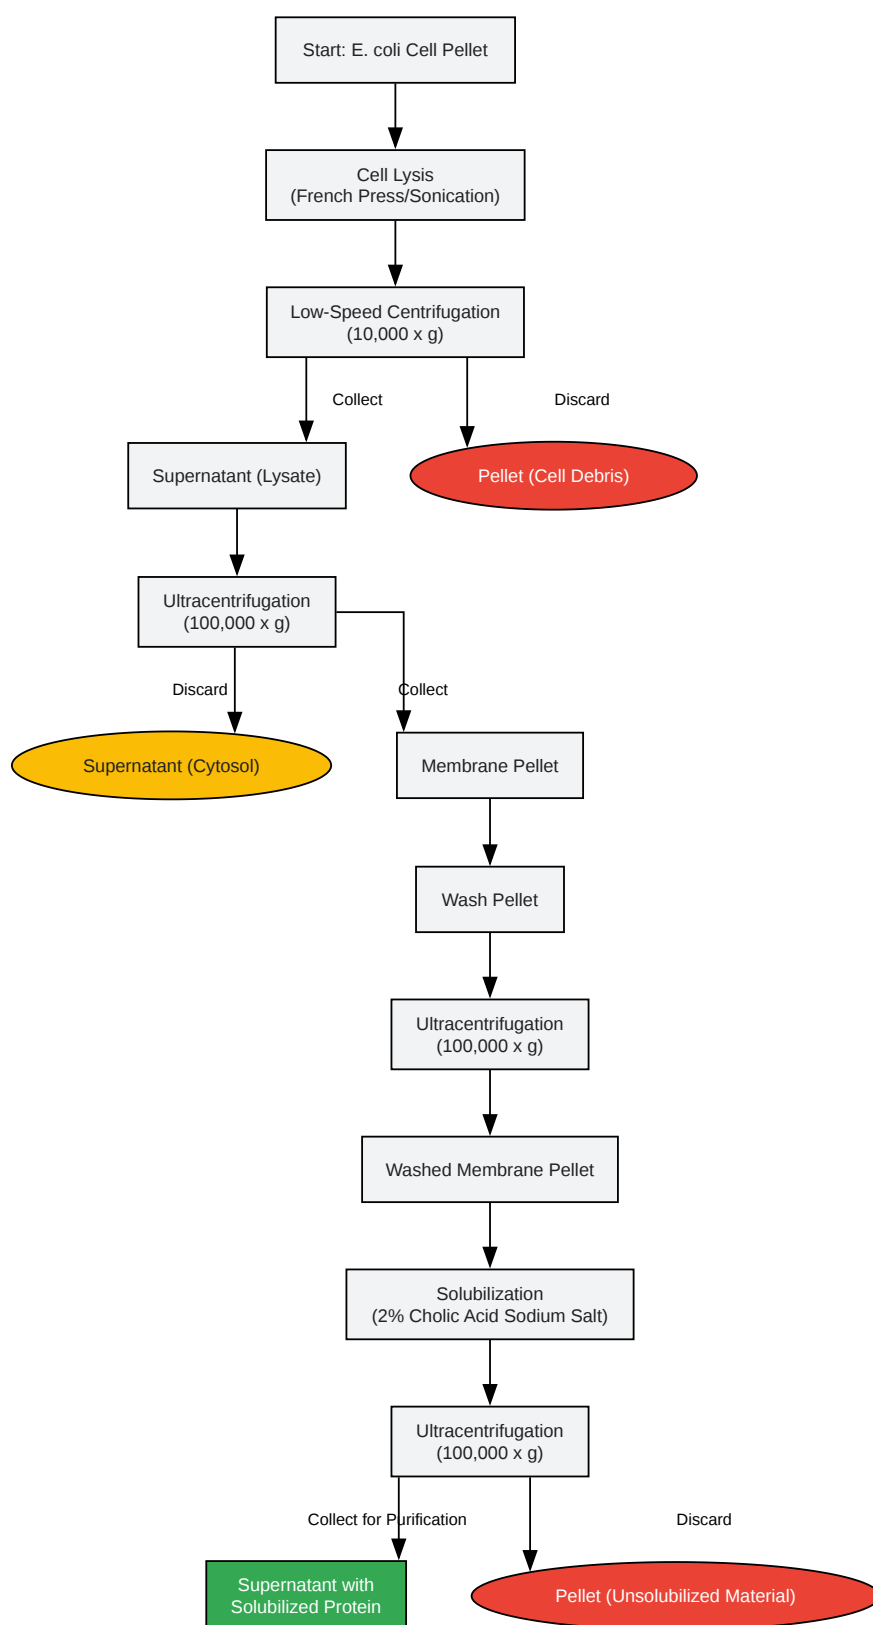 Start: E. coli Cell Pellet
Cell Lysis
(French Press/Sonication)
Low-Speed Centrifugation
(10,000 x g)
Collect
Discard
Supernatant (Lysate)
Pellet (Cell Debris)
Ultracentrifugation
(100,000 x g)
Discard
Collect
Supernatant (Cytosol)
Membrane Pellet
Wash Pellet
Ultracentrifugation
(100,000 x g)
Washed Membrane Pellet
Solubilization
(2% Cholic Acid Sodium Salt)
Ultracentrifugation
(100,000 x g)
Collect for Purification
Discard
Supernatant with
Solubilized Protein
Pellet (Unsolubilized Material)